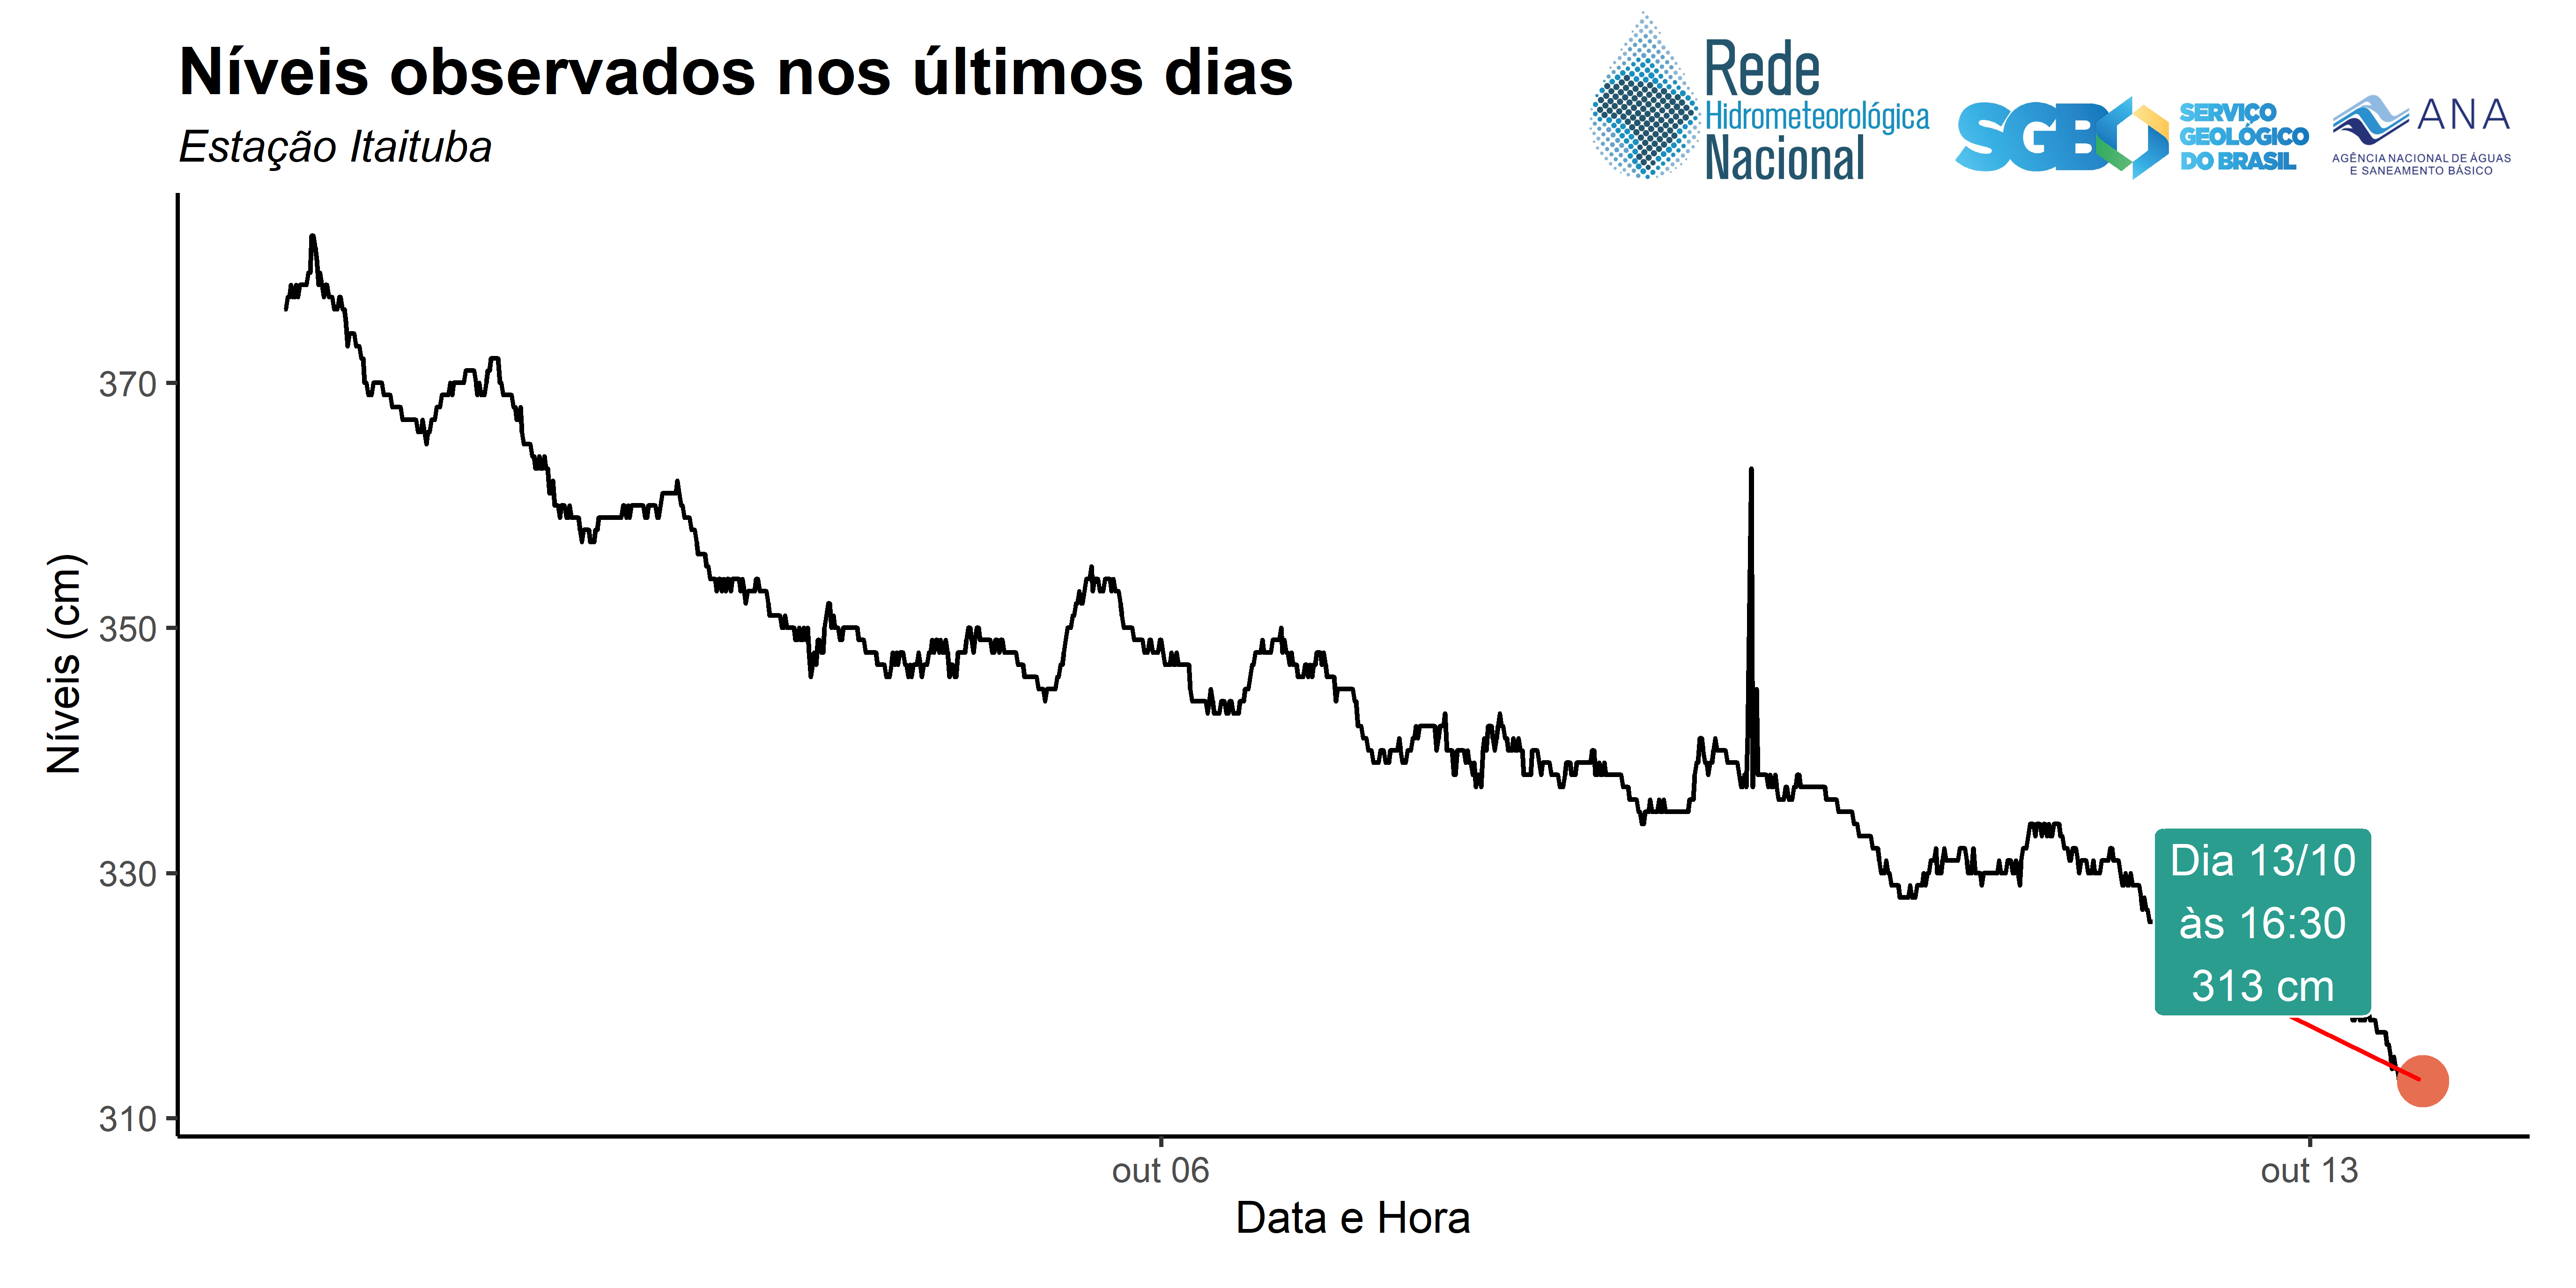 Níveis observados nos últimos dias
Estação Itaituba
Rede
Hidrometeorológica
Nacional
SGB
SERVIÇO
GEOLÓGICO
DO BRASIL
ANA
AGÊNCIA NACIONAL DE ÁGUAS
E SANEAMENTO BÁSICO
Níveis (cm)
370
350
330
310
Dia 13/10
às 16:30
313 cm
out 06
out 13
Data e Hora